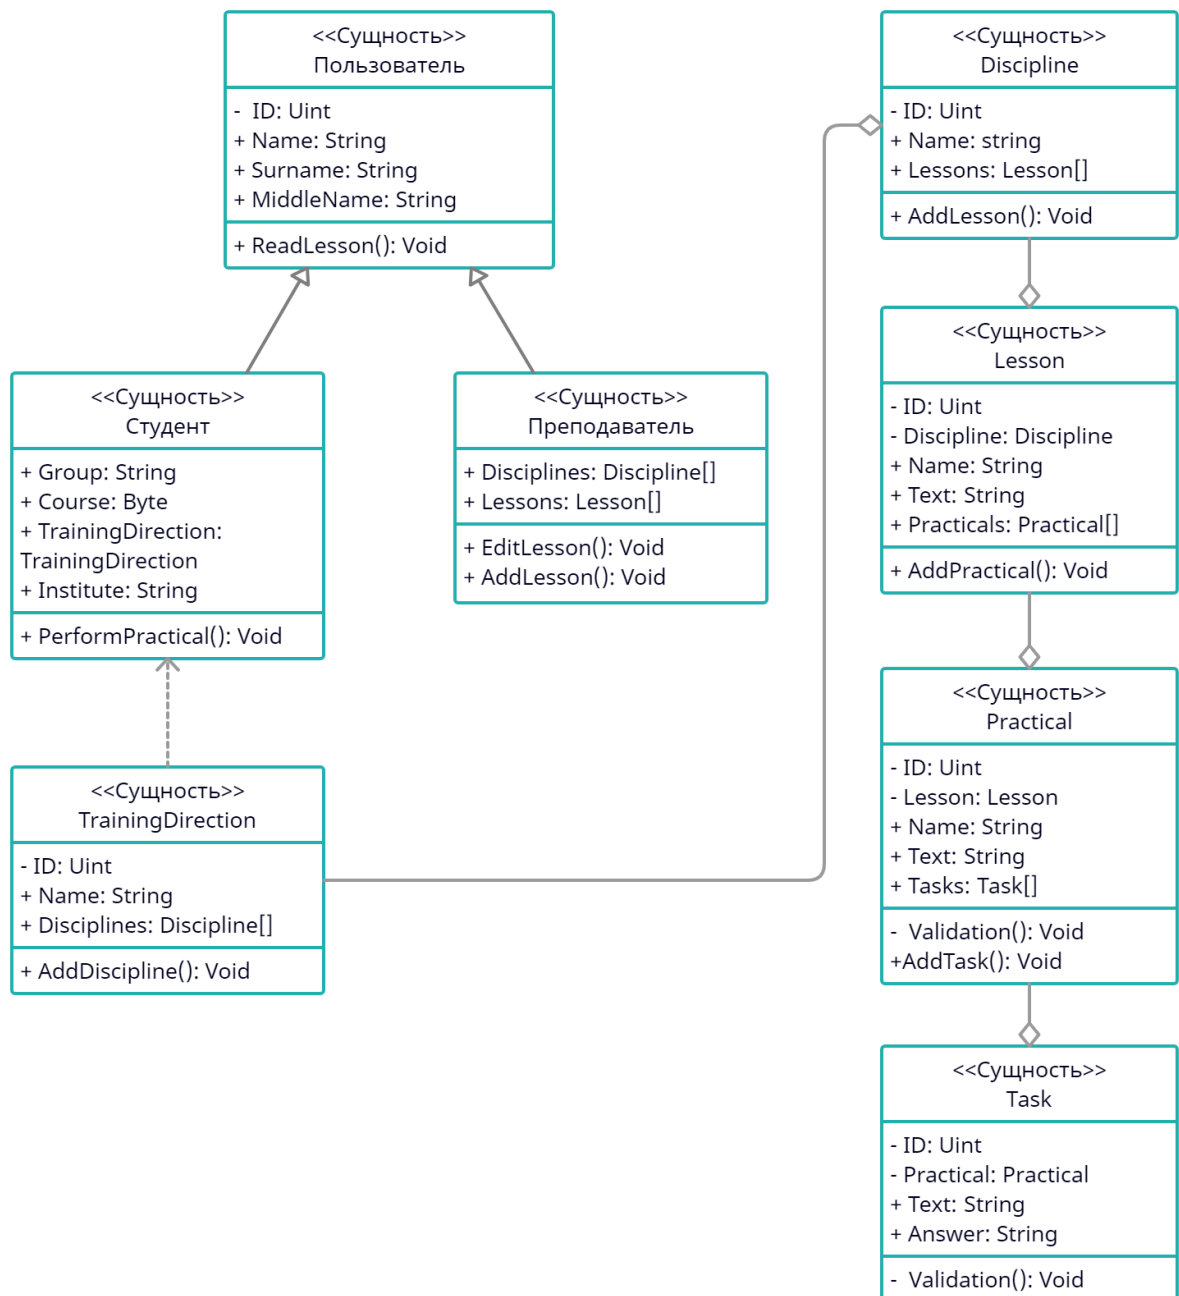 <<Сущность>>
Пользователь
-  ID: Uint
+ Name: String
+ Surname: String
+ MiddleName: String
+ ReadLesson(): Void
<<Сущность>>
Студент
+ Group: String
+ Course: Byte
+ TrainingDirection:
TrainingDirection
+ Institute: String
+ PerformPractical(): Void
<<Сущность>>
Преподаватель
+ Disciplines: Discipline[]
+ Lessons: Lesson[]
+ EditLesson(): Void
+ AddLesson(): Void
<<Сущность>>
TrainingDirection
- ID: Uint
+ Name: String
+ Disciplines: Discipline[]
+ AddDiscipline(): Void
<<Сущность>>
Discipline
- ID: Uint
+ Name: string
+ Lessons: Lesson[]
+ AddLesson(): Void
<<Сущность>>
Lesson
- ID: Uint
- Discipline: Discipline
+ Name: String
+ Text: String
+ Practicals: Practical[]
+ AddPractical(): Void
<<Сущность>>
Practical
- ID: Uint
- Lesson: Lesson
+ Name: String
+ Text: String
+ Tasks: Task[]
-  Validation(): Void
+AddTask(): Void
<<Сущность>>
Task
- ID: Uint
- Practical: Practical
+ Text: String
+ Answer: String
-  Validation(): Void